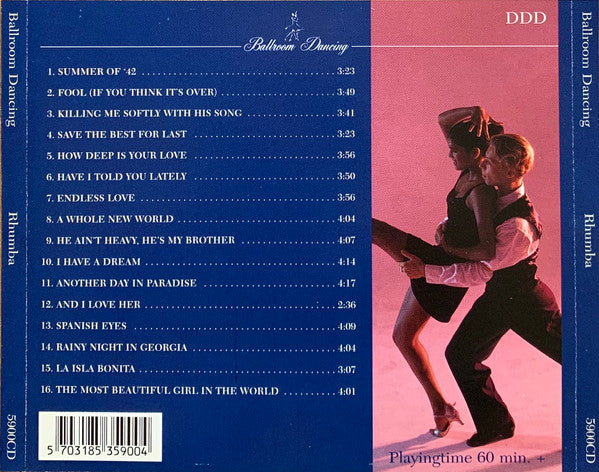 Ballroom Dancing
Rhumba
5900CD
Ballroom Dancing
DDD
1. SUMMER OF '42 3:23
2. FOOL (IF YOU THINK IT'S OVER) 3:49
3. KILLING ME SOFTLY WITH HIS SONG 3:41
4. SAVE THE BEST FOR LAST 3:23
5. HOW DEEP IS YOUR LOVE 3:56
6. HAVE I TOLD YOU LATELY 3:50
7. ENDLESS LOVE 3:56
8. A WHOLE NEW WORLD 4:04
9. HE AIN'T HEAVY, HE'S MY BROTHER 4:07
10. I HAVE A DREAM 4:14
11. ANOTHER DAY IN PARADISE 4:17
12. AND I LOVE HER 2:36
13. SPANISH EYES 4:09
14. RAINY NIGHT IN GEORGIA 4:04
15. LA ISLA BONITA 3:07
16. THE MOST BEAUTIFUL GIRL IN THE WORLD 4:01
5 703185 359004
Playingtime 60 min. +
Ballroom Dancing
Rhumba
5900CD